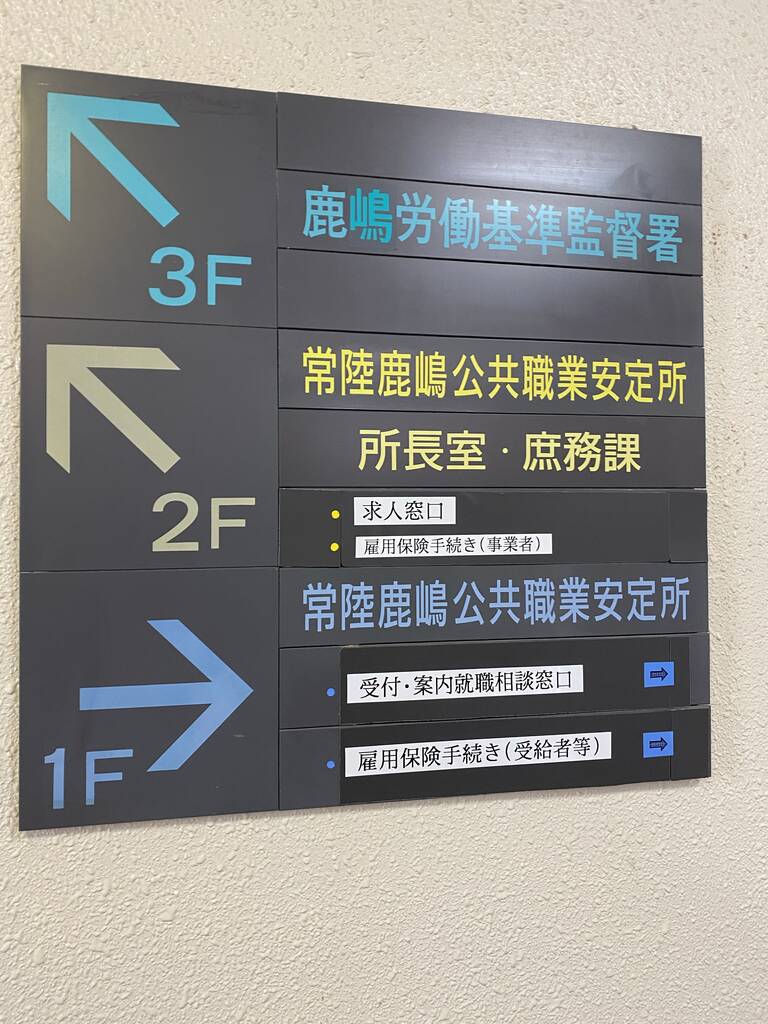 3F
鹿嶋労働基準監督署
2F
常陸鹿嶋公共職業安定所
所長室・庶務課
求人窓口
雇用保険手続き(事業者)
1F
常陸鹿嶋公共職業安定所
受付・案内就職相談窓口
雇用保険手続き(受給者等)